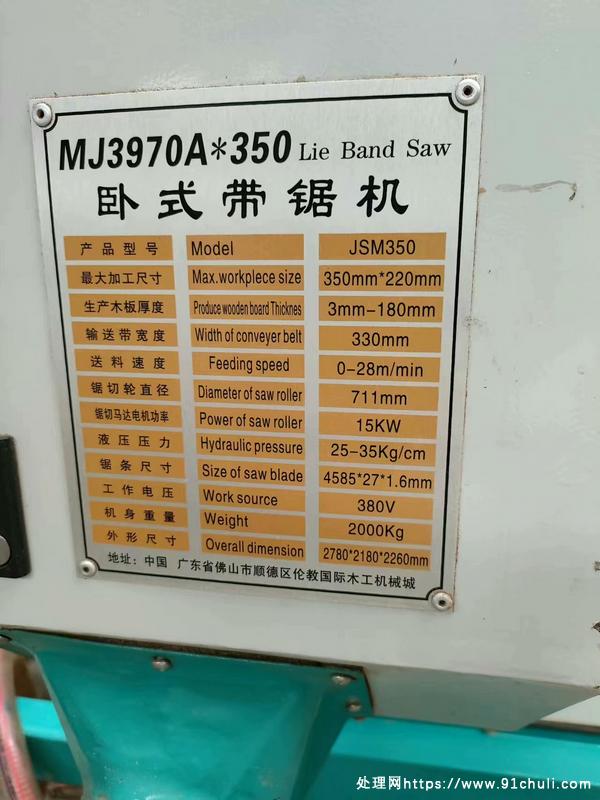 MJ3970A*350 Lie Band Saw
卧式带锯机
产品型号 Model JSM350
最大加工尺寸 Max.workplece size 350mm*220mm
生产木板厚度 Produce wooden board Thicknes 3mm-180mm
输送带宽度 Width of conveyer belt 330mm
送料速度 Feeding speed 0-28m/min
锯切轮直径 Diameter of saw roller 711mm
锯切马达电机功率 Power of saw roller 15KW
液压压力 Hydraulic pressure 25-35Kg/cm
锯条尺寸 Size of saw blade 4585*27*1.6mm
工作电压 Work source 380V
机身重量 Weight 2000Kg
外形尺寸 Overall dimension 2780*2180*2260mm
地址：中国 广东省佛山市顺德区伦教国际木工机械城
处理网https://www.91chuli.com